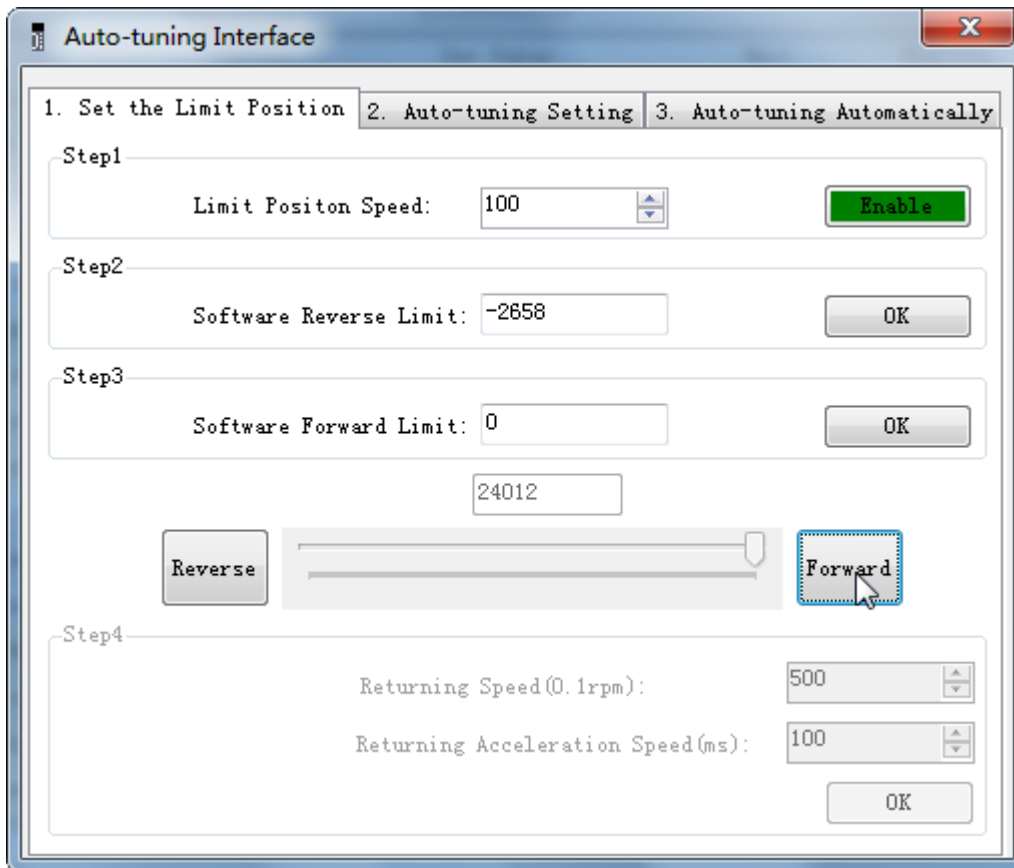 Auto-tuning Interface
1. Set the Limit Position 2. Auto-tuning Setting 3. Auto-tuning Automatically
Step1
Limit Positon Speed: 100 Enable
Step2
Software Reverse Limit: -2658 OK
Step3
Software Forward Limit: 0 OK
24012
Reverse Forward
Step4
Returning Speed(0.1rpm): 500
Returning Acceleration Speed(ms): 100
OK